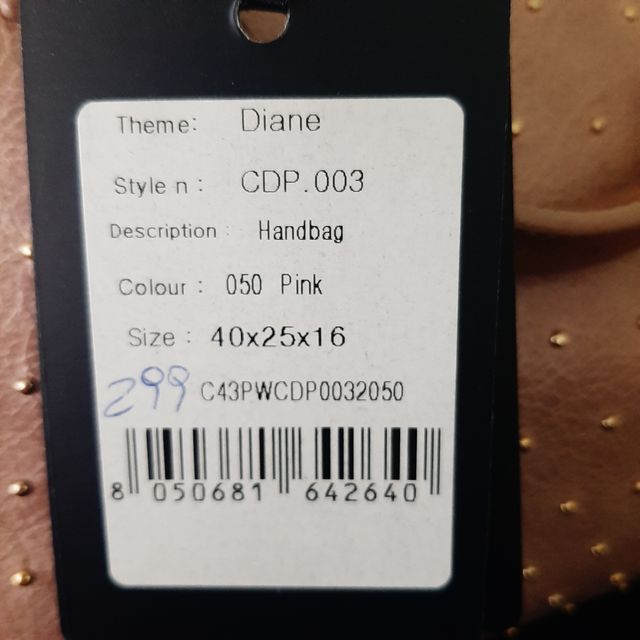 Theme: Diane
Style n : CDP.003
Description : Handbag
Colour : 050 Pink
Size : 40x25x16
299 C43PWCDP0032050
8 050681 642640